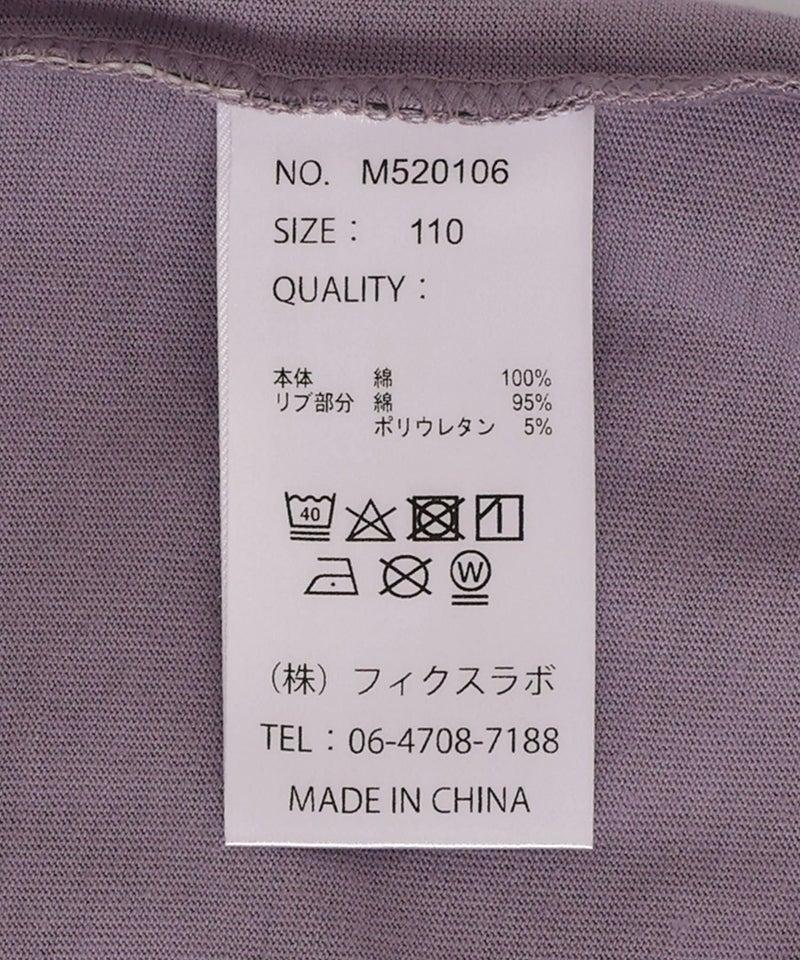 NO. M520106
SIZE： 110
QUALITY：
本体 綿 100%
リブ部分 綿 95%
ポリウレタン 5%
40
W
（株）フィクスラボ
TEL：06-4708-7188
MADE IN CHINA